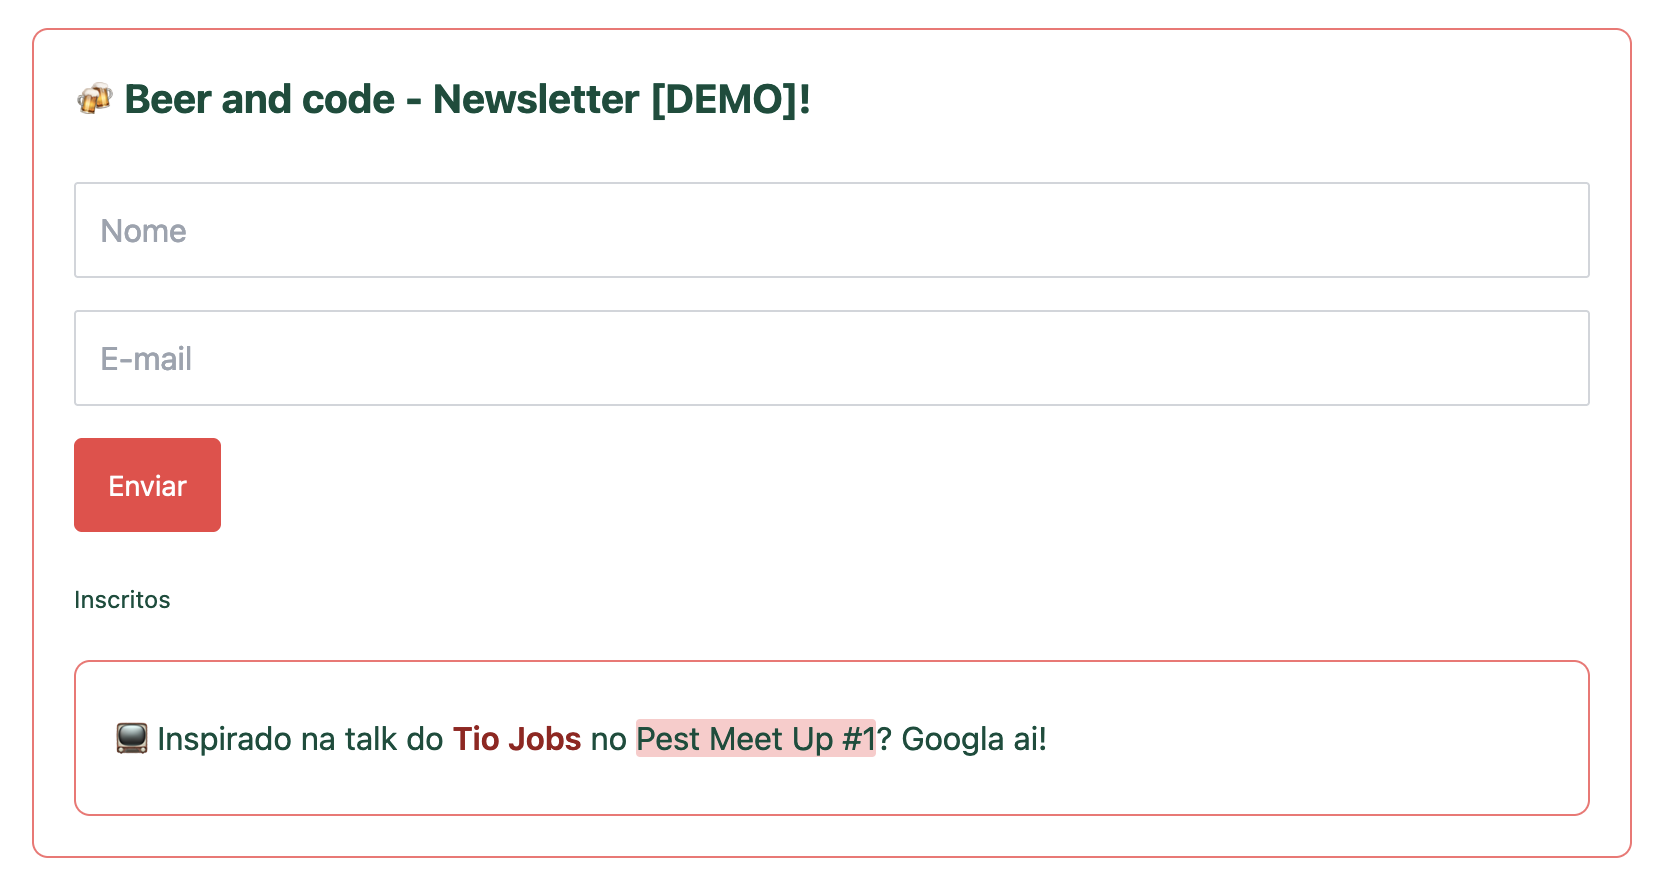 🍻 Beer and code - Newsletter [DEMO]!
Nome
E-mail
Enviar
Inscritos
📺 Inspirado na talk do Tio Jobs no Pest Meet Up #1? Googla ai!